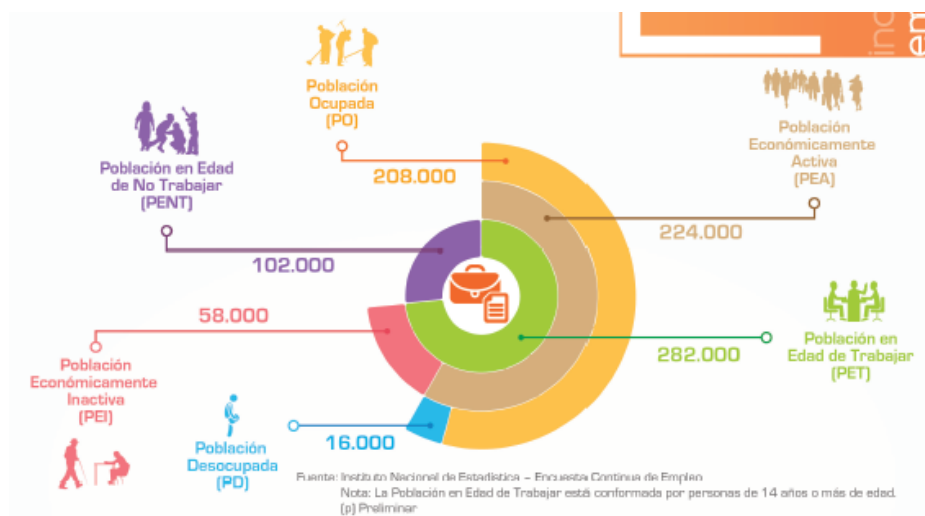 Población
Ocupada
(PO)
208.000
Población
Económicamente
Activa
(PEA)
224.000
Población en Edad
de No Trabajar
(PENT)
102.000
58.000
Población
Económicamente
Inactiva
(PEI)
Población en
Edad de Trabajar
(PET)
282.000
Población
Desocupada
(PD)
16.000
Fuente: Instituto Nacional de Estadística – Encuesta Continua de Empleo
Nota: La Población en Edad de Trabajar está conformada por personas de 14 años o más de edad.
(p) Preliminar